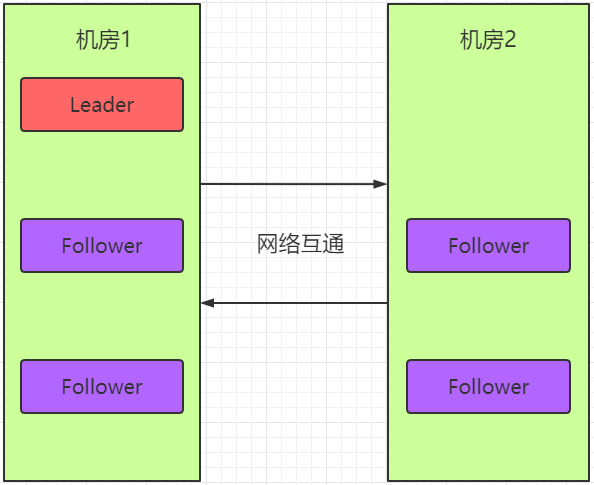 机房1
机房2
Leader
Follower
网络互通
Follower
Follower
Follower